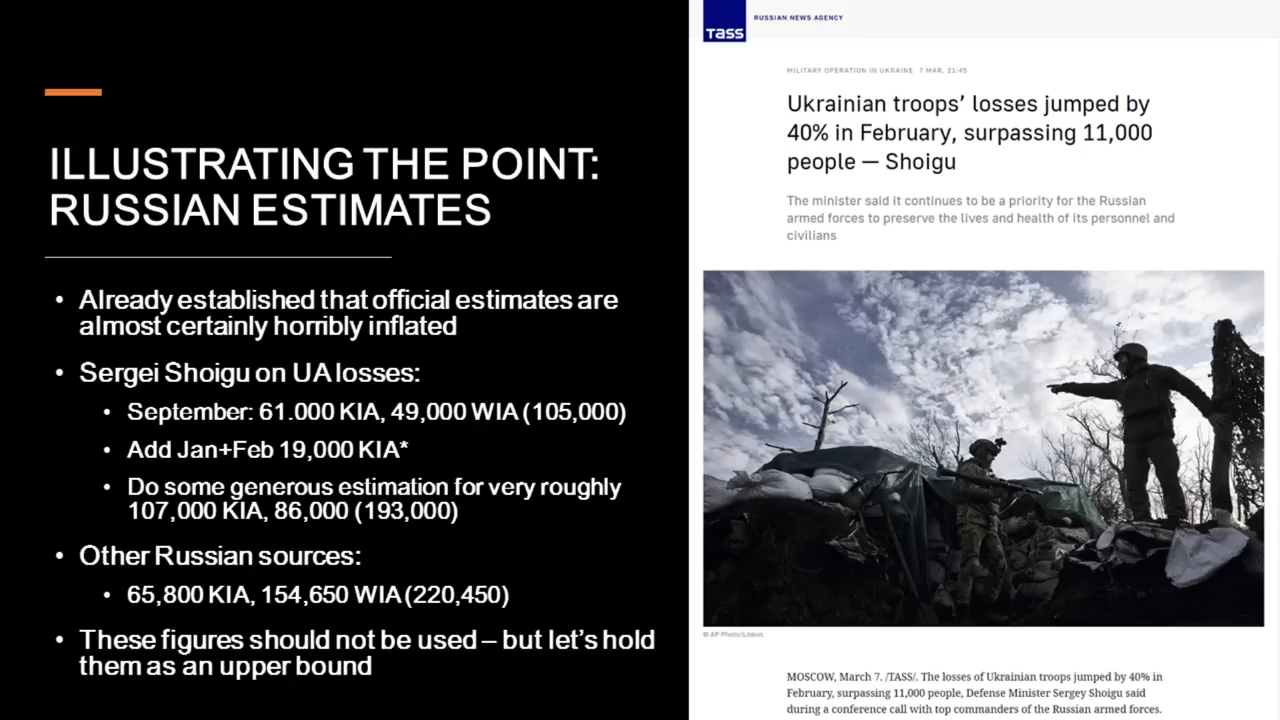 ILLUSTRATING THE POINT:
RUSSIAN ESTIMATES
• Already established that official estimates are
almost certainly horribly inflated
• Sergei Shoigu on UA losses:
• September: 61.000 KIA, 49,000 WIA (105,000)
• Add Jan+Feb 19,000 KIA*
• Do some generous estimation for very roughly
107,000 KIA, 86,000 (193,000)
• Other Russian sources:
• 65,800 KIA, 154,650 WIA (220,450)
• These figures should not be used – but let's hold
them as an upper bound
TASS
RUSSIAN NEWS AGENCY
MILITARY OPERATION IN UKRAINE 7 MAR, 21:45
Ukrainian troops' losses jumped by
40% in February, surpassing 11,000
people — Shoigu
The minister said it continues to be a priority for the Russian
armed forces to preserve the lives and health of its personnel and
civilians
© AP Photo/Libkos
MOSCOW, March 7. /TASS/. The losses of Ukrainian troops jumped by 40% in
February, surpassing 11,000 people, Defense Minister Sergey Shoigu said
during a conference call with top commanders of the Russian armed forces.